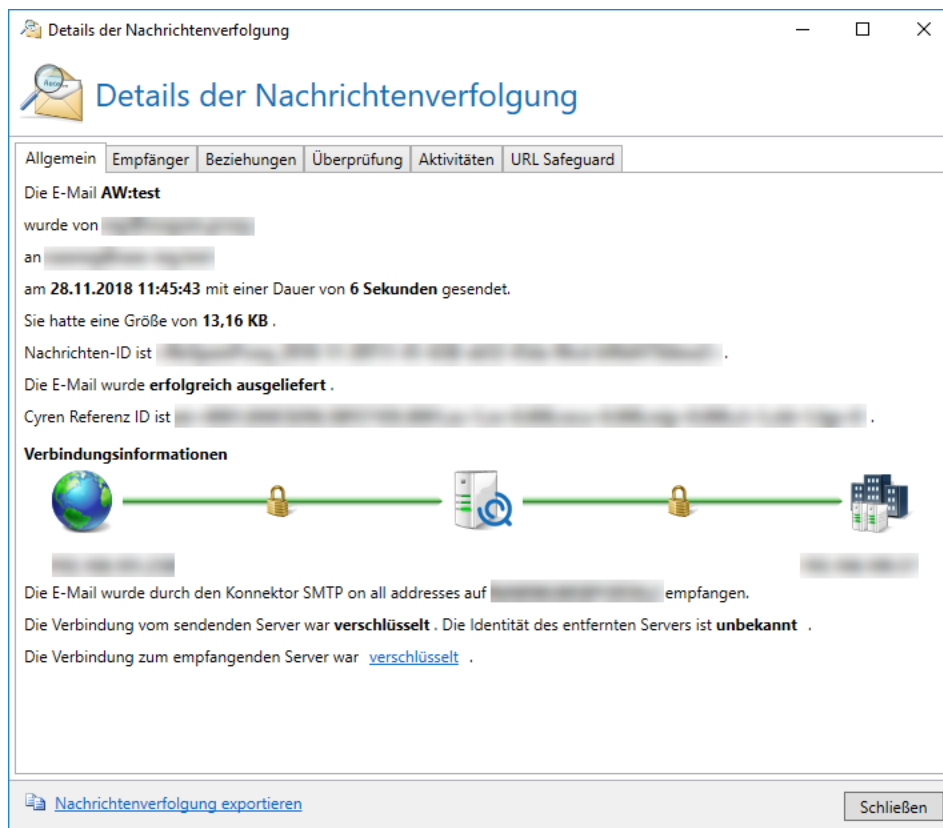 Details der Nachrichtenverfolgung
Details der Nachrichtenverfolgung
Allgemein Empfänger Beziehungen Überprüfung Aktivitäten URL Safeguard
Die E-Mail AW:test
wurde von
an
am 28.11.2018 11:45:43 mit einer Dauer von 6 Sekunden gesendet.
Sie hatte eine Größe von 13,16 KB .
Nachrichten-ID ist .
Die E-Mail wurde erfolgreich ausgeliefert .
Cyren Referenz ID ist .
Verbindungsinformationen
Die E-Mail wurde durch den Konnektor SMTP on all addresses auf empfangen.
Die Verbindung vom sendenden Server war verschlüsselt . Die Identität des entfernten Servers ist unbekannt .
Die Verbindung zum empfangenden Server war verschlüsselt .
Nachrichtenverfolgung exportieren
Schließen